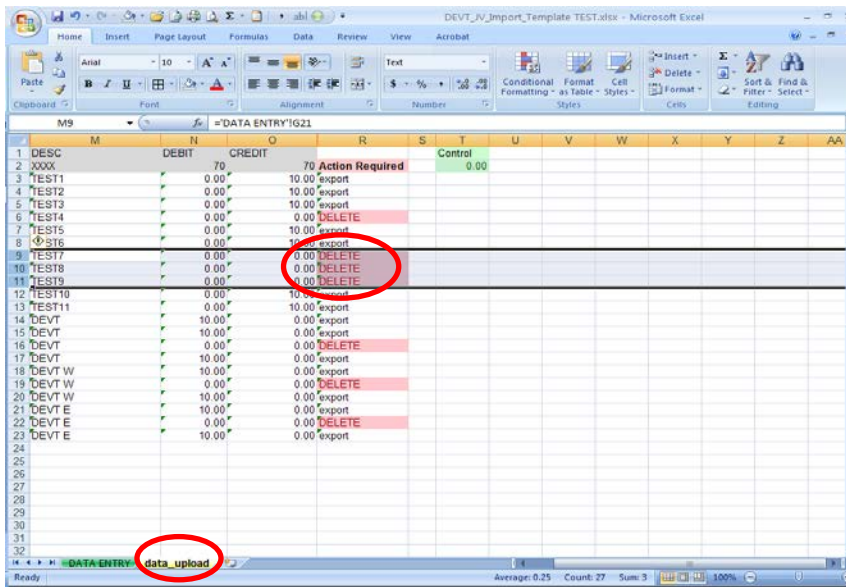 DEVT_JV_Import_Template TEST.xlsx - Microsoft Excel
Home Insert Page Layout Formulas Data Review View Acrobat
Paste
Arial 10 A A
B I U A
Text
$ % ,
Conditional Formatting
Format as Table
Cell Styles
Insert
Delete
Format
Σ
Sort & Filter
Find & Select
Clipboard Font Alignment Number Styles Cells Editing
M9 fx ='DATA ENTRY'!G21
M N O R S T U V W X Y Z AA
1 DESC DEBIT CREDIT Control
2 XXXX 70 70 Action Required 0.00
3 TEST1 0.00 10.00 export
4 TEST2 0.00 10.00 export
5 TEST3 0.00 10.00 export
6 TEST4 0.00 0.00 DELETE
7 TEST5 0.00 10.00 export
8 ST6 0.00 10.00 export
9 TEST7 0.00 0.00 DELETE
10 TEST8 0.00 0.00 DELETE
11 TEST9 0.00 0.00 DELETE
12 TEST10 0.00 10.00 export
13 TEST11 0.00 10.00 export
14 DEVT 10.00 0.00 export
15 DEVT 10.00 0.00 export
16 DEVT 0.00 0.00 DELETE
17 DEVT 10.00 0.00 export
18 DEVT W 10.00 0.00 export
19 DEVT W 0.00 0.00 DELETE
20 DEVT W 10.00 0.00 export
21 DEVT E 10.00 0.00 export
22 DEVT E 0.00 0.00 DELETE
23 DEVT E 10.00 0.00 export
24
25
26
27
28
29
30
31
32
DATA ENTRY data_upload
Ready Average: 0.25 Count: 27 Sum: 3 100%